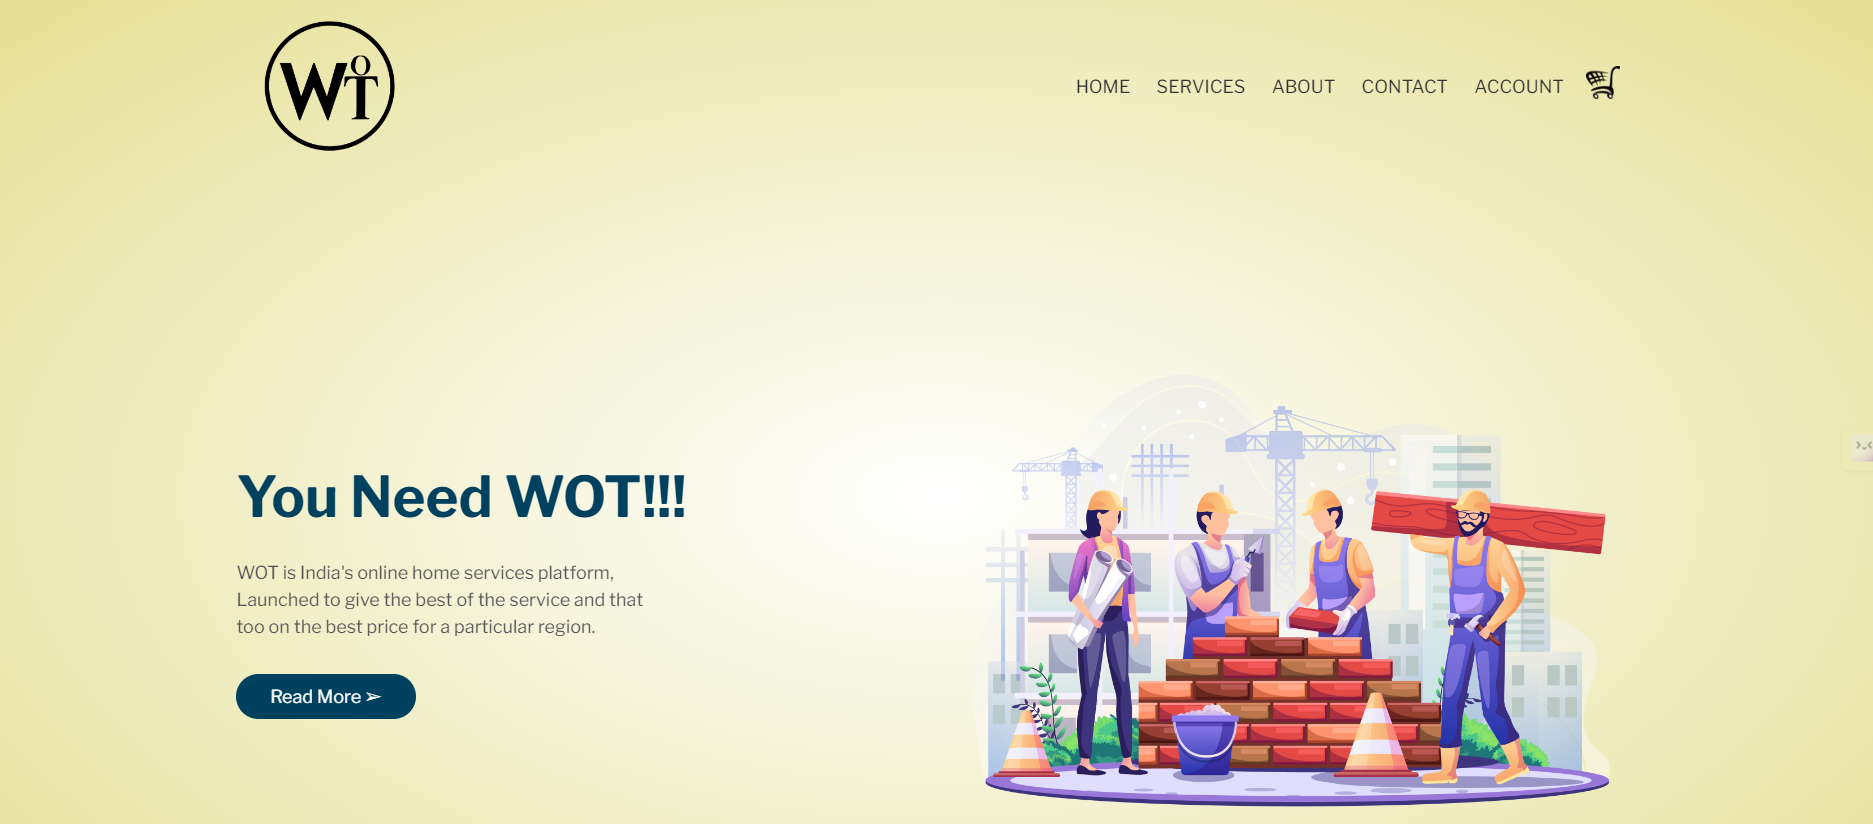 WOT
HOME SERVICES ABOUT CONTACT ACCOUNT
You Need WOT!!!
WOT is India's online home services platform,
Launched to give the best of the service and that
too on the best price for a particular region.
Read More ➢